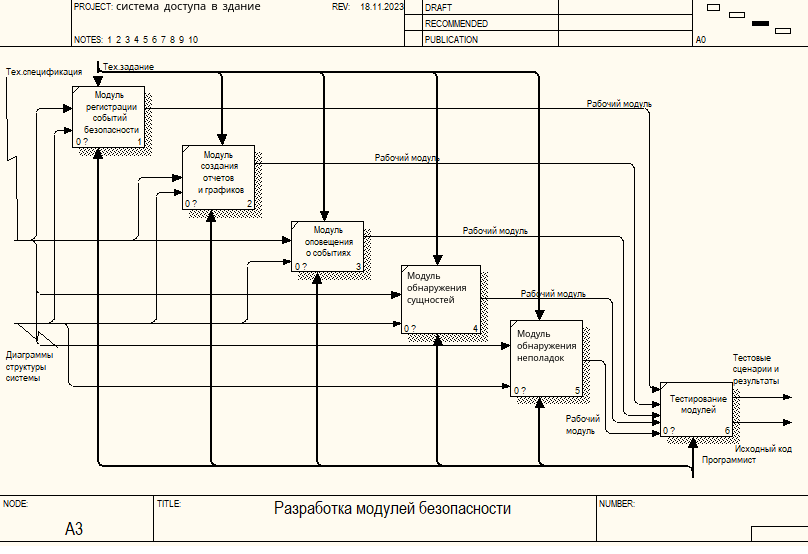 PROJECT: система доступа в здание
REV: 18.11.2023
DRAFT
RECOMMENDED
NOTES: 1 2 3 4 5 6 7 8 9 10
PUBLICATION
A0
Тех.спецификация
Тех.задание
Модуль
регистрации
событий
безопасности
0 ? 1
Рабочий модуль
Модуль
создания
отчетов
и графиков
0 ? 2
Рабочий модуль
Модуль
оповещения
о событиях
0 ? 3
Рабочий модуль
Модуль
обнаружения
сущностей
0 ? 4
Рабочий модуль
Модуль
обнаружения
неполадок
0 ? 5
Рабочий
модуль
Диаграммы
структуры
системы
Тестирование
модулей
0 ? 6
Тестовые
сценарии и
результаты
Исходный код
Программист
NODE:
A3
TITLE:
Разработка модулей безопасности
NUMBER: